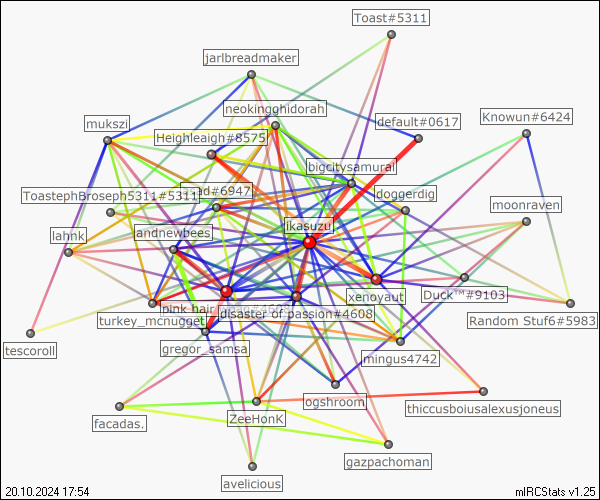 Toast#5311
jarlbreadmaker
neokingghidorah
mukszi
default#0617
Knowun#6424
Heighleaigh#8575
bigcitysamurai
ToastephBroseph5311#5311
ad#6947
doggerdig
moonraven
ikasuzu
lahnk
andnewbees
xenoyaut
Duck™#9103
pink hair
disaster of passion#4608
turkey_mcnugget
Random Stuf6#5983
tescoroll
gregor_samsa
mingus4742
ogshroom
thiccusboiusalexusjoneus
facadas.
ZeeHonK
gazpachoman
avelicious
20.10.2024 17:54
mIRCStats v1.25